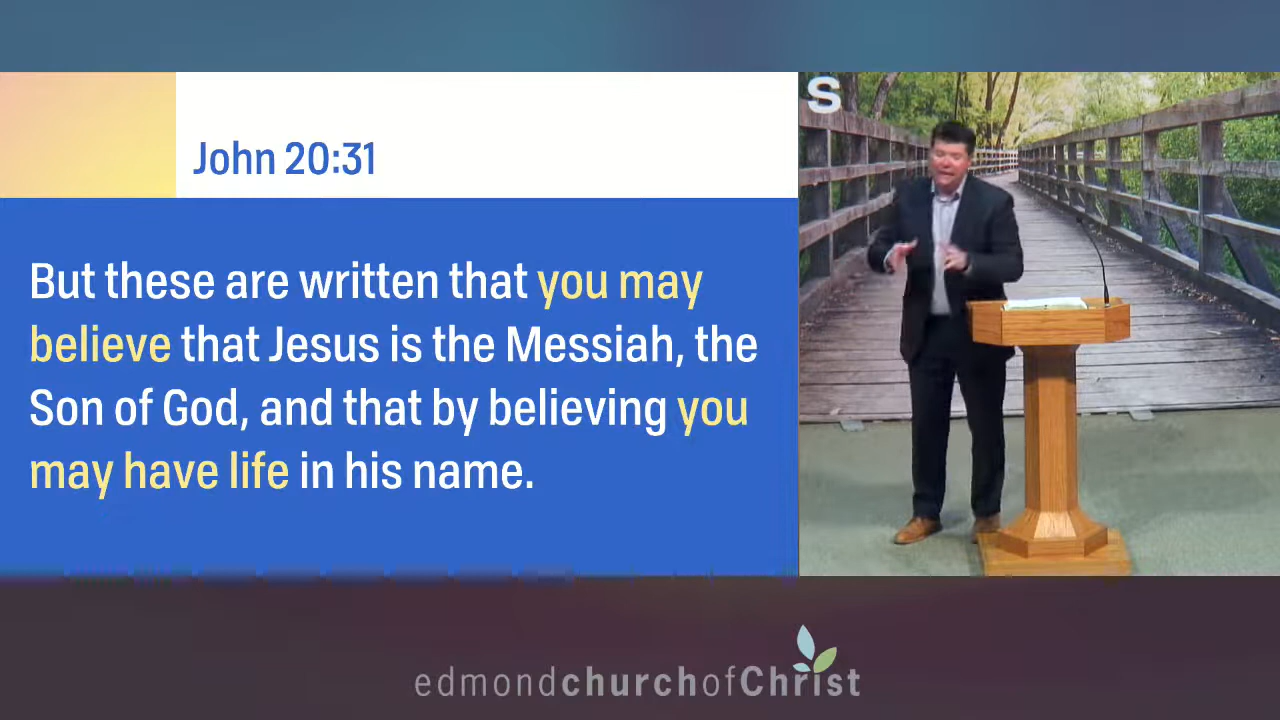 S
John 20:31
But these are written that you may
believe that Jesus is the Messiah, the
Son of God, and that by believing you
may have life in his name.
edmondchurchofChrist